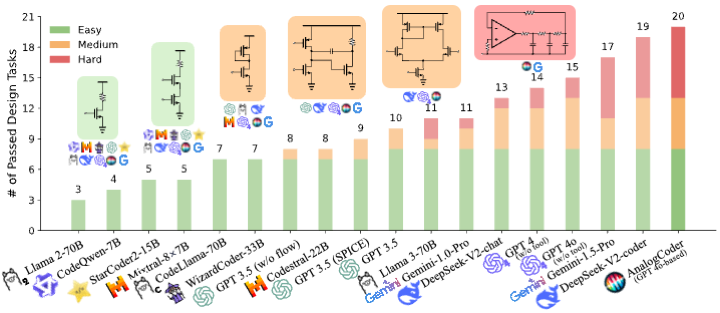 # of Passed Design Tasks
21
18
15
12
9
6
3
0
Easy
Medium
Hard
3
4
5
5
7
7
8
8
9
10
11
11
13
14
15
17
19
20
Llama 2-70B
CodeQwen-7B
StarCoder2-15B
Mixtral-8×7B
CodeLlama-70B
WizardCoder-33B
GPT 3.5 (w/o flow)
Codestral-22B
GPT 3.5 (SPICE)
GPT 3.5
Llama 3-70B
Gemini-1.0-Pro
DeepSeek-V2-chat
GPT 4
(w/o tool)
GPT 4o
(w/o tool)
Gemini-1.5-Pro
DeepSeek-V2-coder
AnalogCoder
(GPT 4o-based)
2
C
Gemini
Gemini